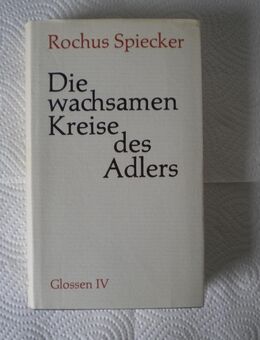 Rochus Spiecker
Die
wachsamen
Kreise
des
Adlers
Glossen IV